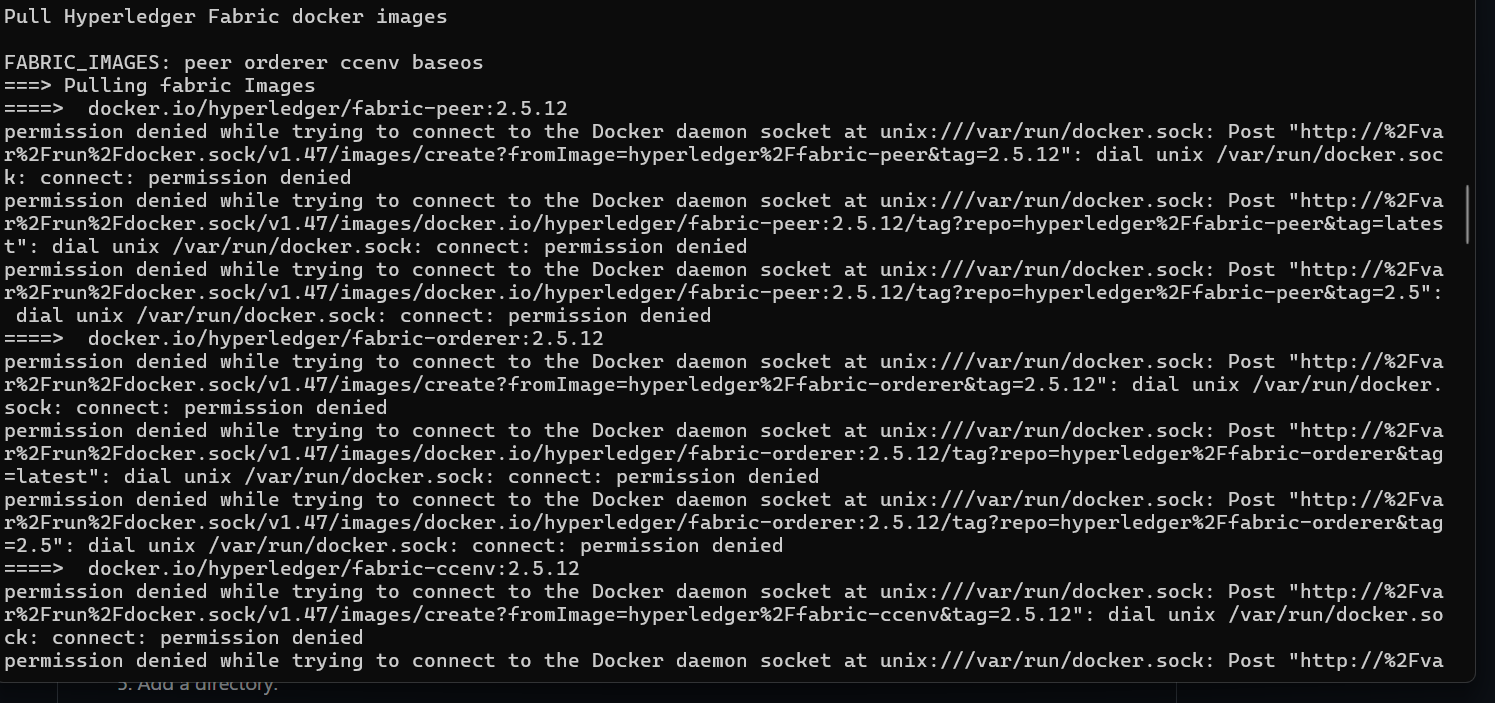 Pull Hyperledger Fabric docker images
FABRIC_IMAGES: peer orderer ccenv baseos
===> Pulling fabric Images
====>  docker.io/hyperledger/fabric-peer:2.5.12
permission denied while trying to connect to the Docker daemon socket at unix:///var/run/docker.sock: Post "http://%2Fva
r%2Frun%2Fdocker.sock/v1.47/images/create?fromImage=hyperledger%2Ffabric-peer&tag=2.5.12": dial unix /var/run/docker.soc
k: connect: permission denied
permission denied while trying to connect to the Docker daemon socket at unix:///var/run/docker.sock: Post "http://%2Fva
r%2Frun%2Fdocker.sock/v1.47/images/docker.io/hyperledger/fabric-peer:2.5.12/tag?repo=hyperledger%2Ffabric-peer&tag=lates
t": dial unix /var/run/docker.sock: connect: permission denied
permission denied while trying to connect to the Docker daemon socket at unix:///var/run/docker.sock: Post "http://%2Fva
r%2Frun%2Fdocker.sock/v1.47/images/docker.io/hyperledger/fabric-peer:2.5.12/tag?repo=hyperledger%2Ffabric-peer&tag=2.5":
 dial unix /var/run/docker.sock: connect: permission denied
====>  docker.io/hyperledger/fabric-orderer:2.5.12
permission denied while trying to connect to the Docker daemon socket at unix:///var/run/docker.sock: Post "http://%2Fva
r%2Frun%2Fdocker.sock/v1.47/images/create?fromImage=hyperledger%2Ffabric-orderer&tag=2.5.12": dial unix /var/run/docker.
sock: connect: permission denied
permission denied while trying to connect to the Docker daemon socket at unix:///var/run/docker.sock: Post "http://%2Fva
r%2Frun%2Fdocker.sock/v1.47/images/docker.io/hyperledger/fabric-orderer:2.5.12/tag?repo=hyperledger%2Ffabric-orderer&tag
=latest": dial unix /var/run/docker.sock: connect: permission denied
permission denied while trying to connect to the Docker daemon socket at unix:///var/run/docker.sock: Post "http://%2Fva
r%2Frun%2Fdocker.sock/v1.47/images/docker.io/hyperledger/fabric-orderer:2.5.12/tag?repo=hyperledger%2Ffabric-orderer&tag
=2.5": dial unix /var/run/docker.sock: connect: permission denied
====>  docker.io/hyperledger/fabric-ccenv:2.5.12
permission denied while trying to connect to the Docker daemon socket at unix:///var/run/docker.sock: Post "http://%2Fva
r%2Frun%2Fdocker.sock/v1.47/images/create?fromImage=hyperledger%2Ffabric-ccenv&tag=2.5.12": dial unix /var/run/docker.so
ck: connect: permission denied
permission denied while trying to connect to the Docker daemon socket at unix:///var/run/docker.sock: Post "http://%2Fva
5. Add a directory.